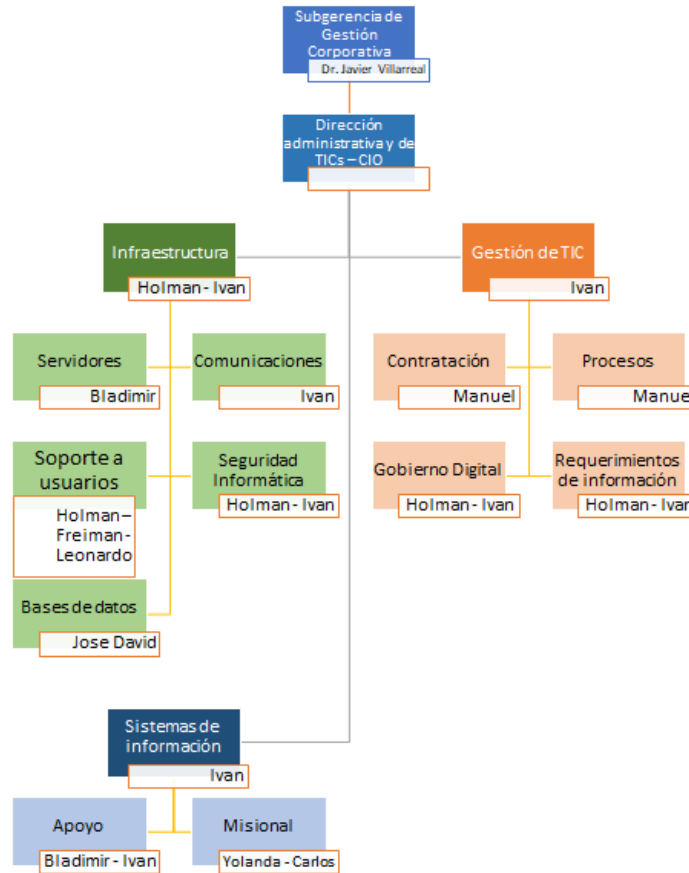 Subgerencia de
Gestión
Corporativa
Dr. Javier Villarreal
Dirección
administrativa y de
TICs – CIO
Infraestructura
Holman - Ivan
Gestión de TIC
Ivan
Servidores
Bladimir
Comunicaciones
Ivan
Contratación
Manuel
Procesos
Manuel
Soporte a
usuarios
Holman –
Freiman-
Leonardo
Seguridad
Informática
Holman - Ivan
Gobierno Digital
Holman - Ivan
Requerimientos
de información
Holman - Ivan
Bases de datos
Jose David
Sistemas de
información
Ivan
Apoyo
Bladimir - Ivan
Misional
Yolanda - Carlos